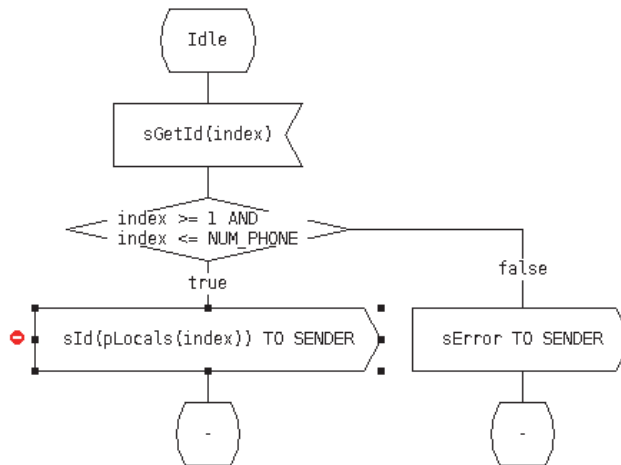 Idle
sGetId(index)
index >= 1 AND
index <= NUM_PHONE
false
true
sId(pLocals(index)) TO SENDER
sError TO SENDER
-
-